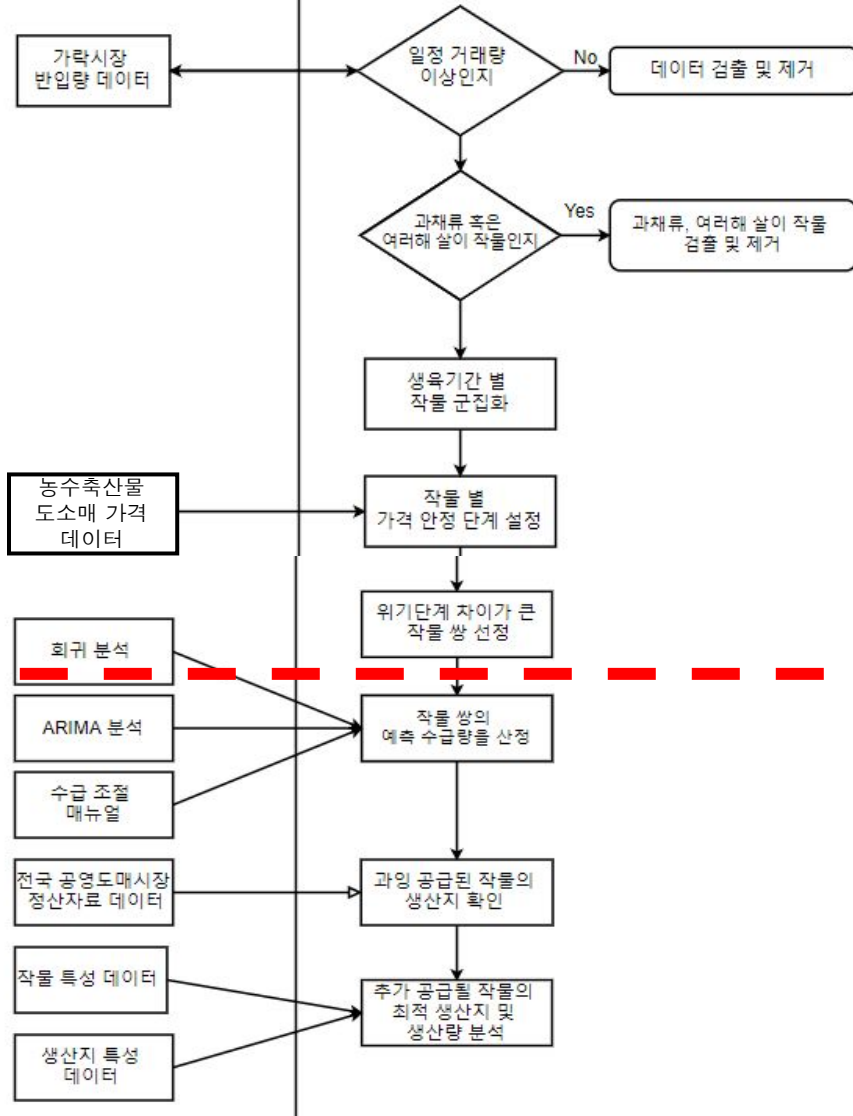 가락시장
반입량 데이터
일정 거래량
이상인지
No
데이터 검출 및 제거
과채류 혹은
여러해 살이 작물인지
Yes
과채류, 여러해 살이 작물
검출 및 제거
생육기간 별
작물 군집화
농수축산물
도소매 가격
데이터
작물 별
가격 안정 단계 설정
위기단계 차이가 큰
작물 쌍 선정
회귀 분석
ARIMA 분석
수급 조절
매뉴얼
작물 쌍의
예측 수급량을 산정
전국 공영도매시장
정산자료 데이터
과잉 공급된 작물의
생산지 확인
작물 특성 데이터
생산지 특성
데이터
추가 공급될 작물의
최적 생산지 및
생산량 분석